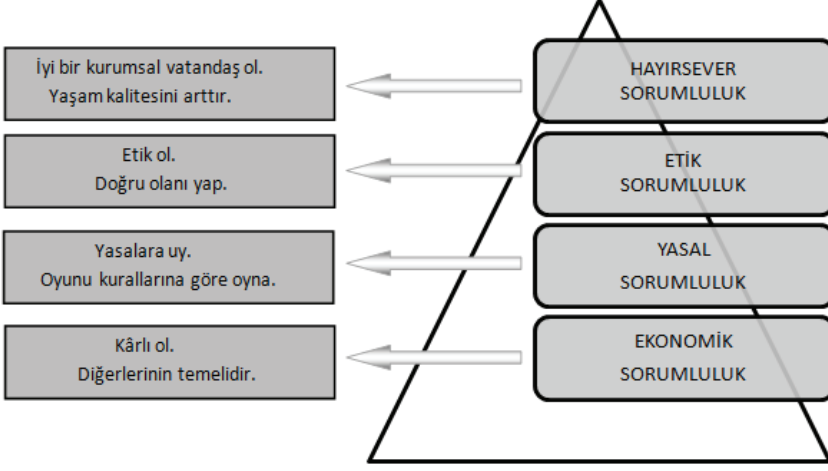 İyi bir kurumsal vatandaş ol.
Yaşam kalitesini arttır.
HAYIRSEVER
SORUMLULUK
Etik ol.
Doğru olanı yap.
ETİK
SORUMLULUK
Yasalara uy.
Oyunu kurallarına göre oyna.
YASAL
SORUMLULUK
Kârlı ol.
Diğerlerinin temelidir.
EKONOMİK
SORUMLULUK